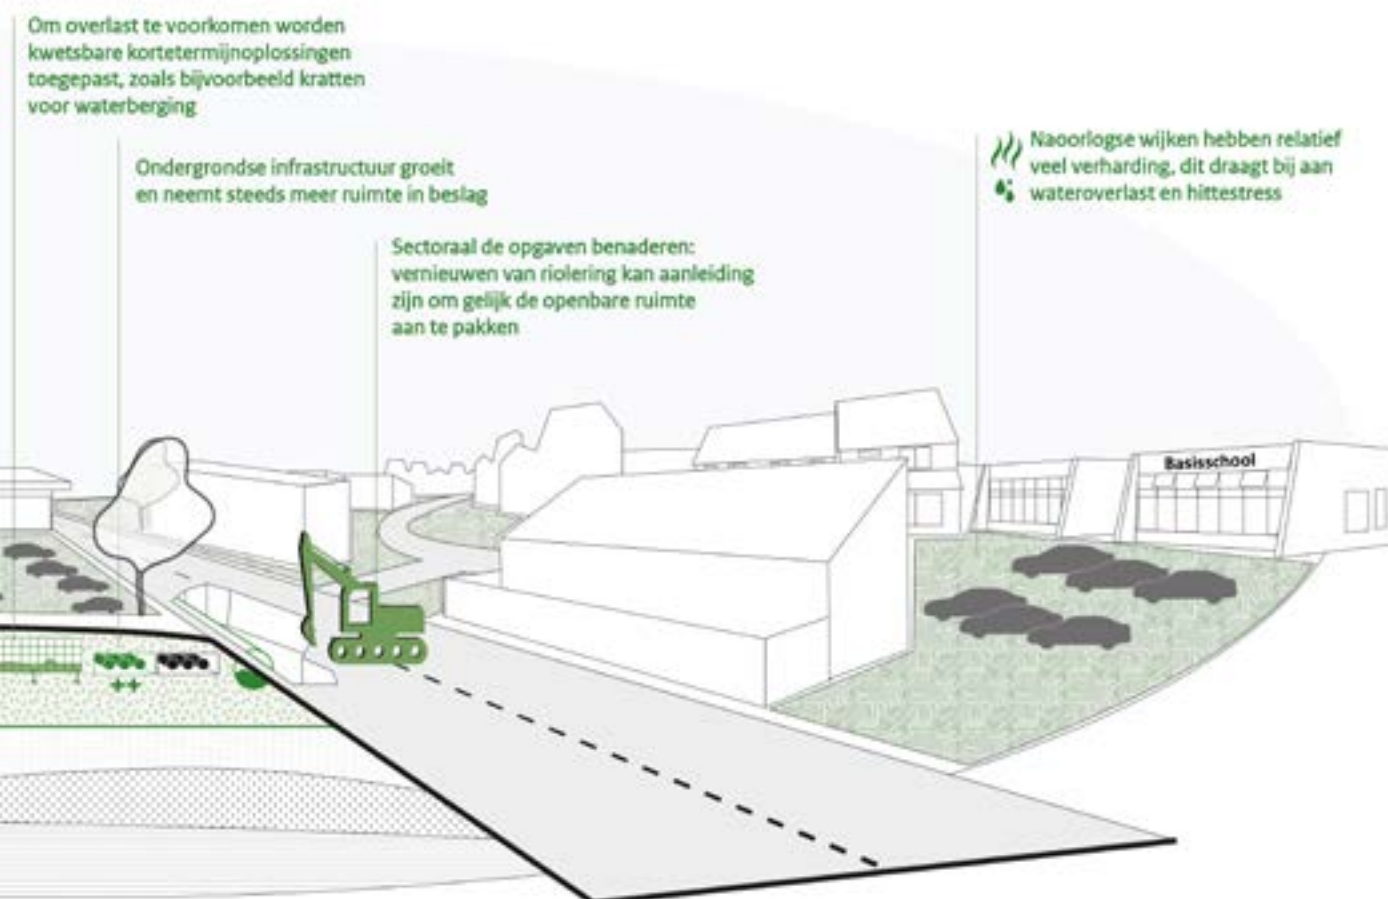 Om overlast te voorkomen worden
kwetsbare kortetermijnoplossingen
toegepast, zoals bijvoorbeeld kratten
voor waterberging
Ondergrondse infrastructuur groeit
en neemt steeds meer ruimte in beslag
Sectoraal de opgaven benaderen:
vernieuwen van riolering kan aanleiding
zijn om gelijk de openbare ruimte
aan te pakken
Naoorlogse wijken hebben relatief
veel verharding, dit draagt bij aan
wateroverlast en hittestress
Basisschool
++